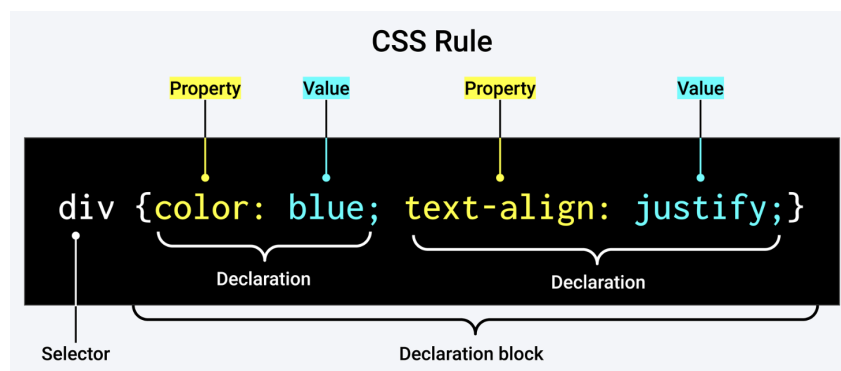 CSS Rule
Property Value Property Value
div {color: blue; text-align: justify;}
Declaration Declaration
Selector Declaration block